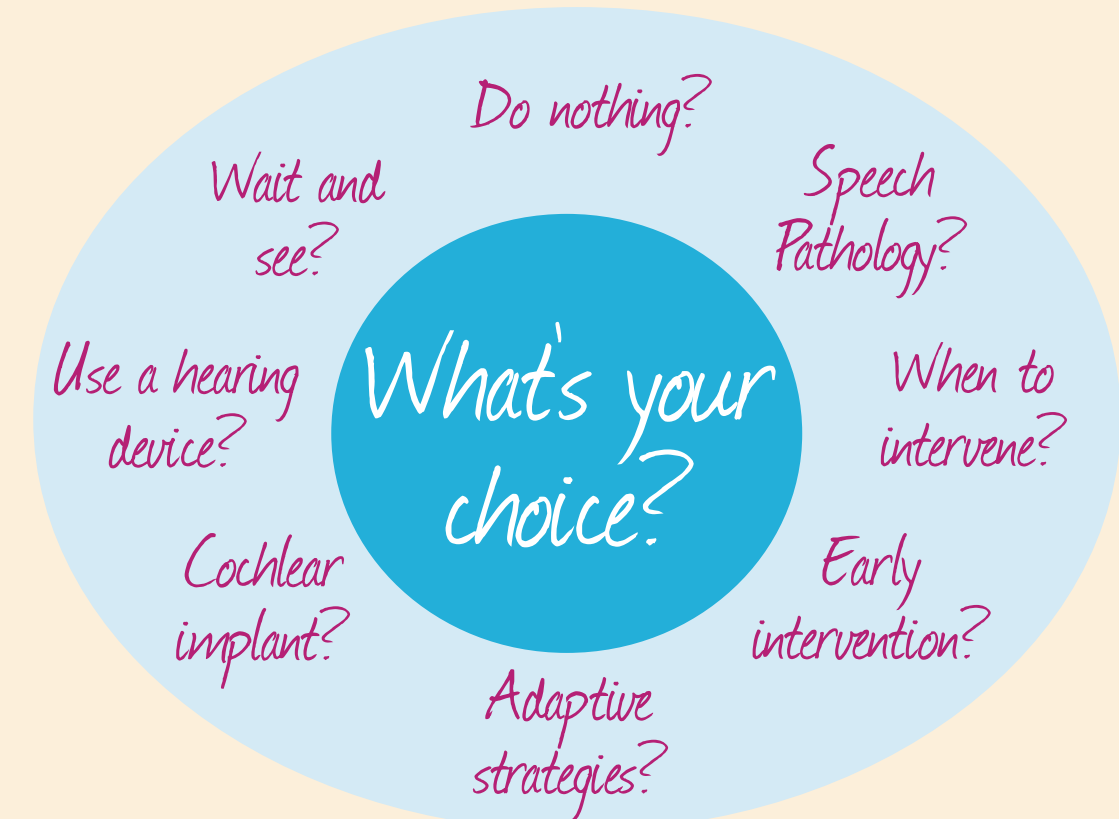 Do nothing?
Speech
Pathology?
When to
intervene?
Early
intervention?
Adaptive
strategies?
Cochlear
implant?
Use a hearing
device?
Wait and
see?
What's your
choice?